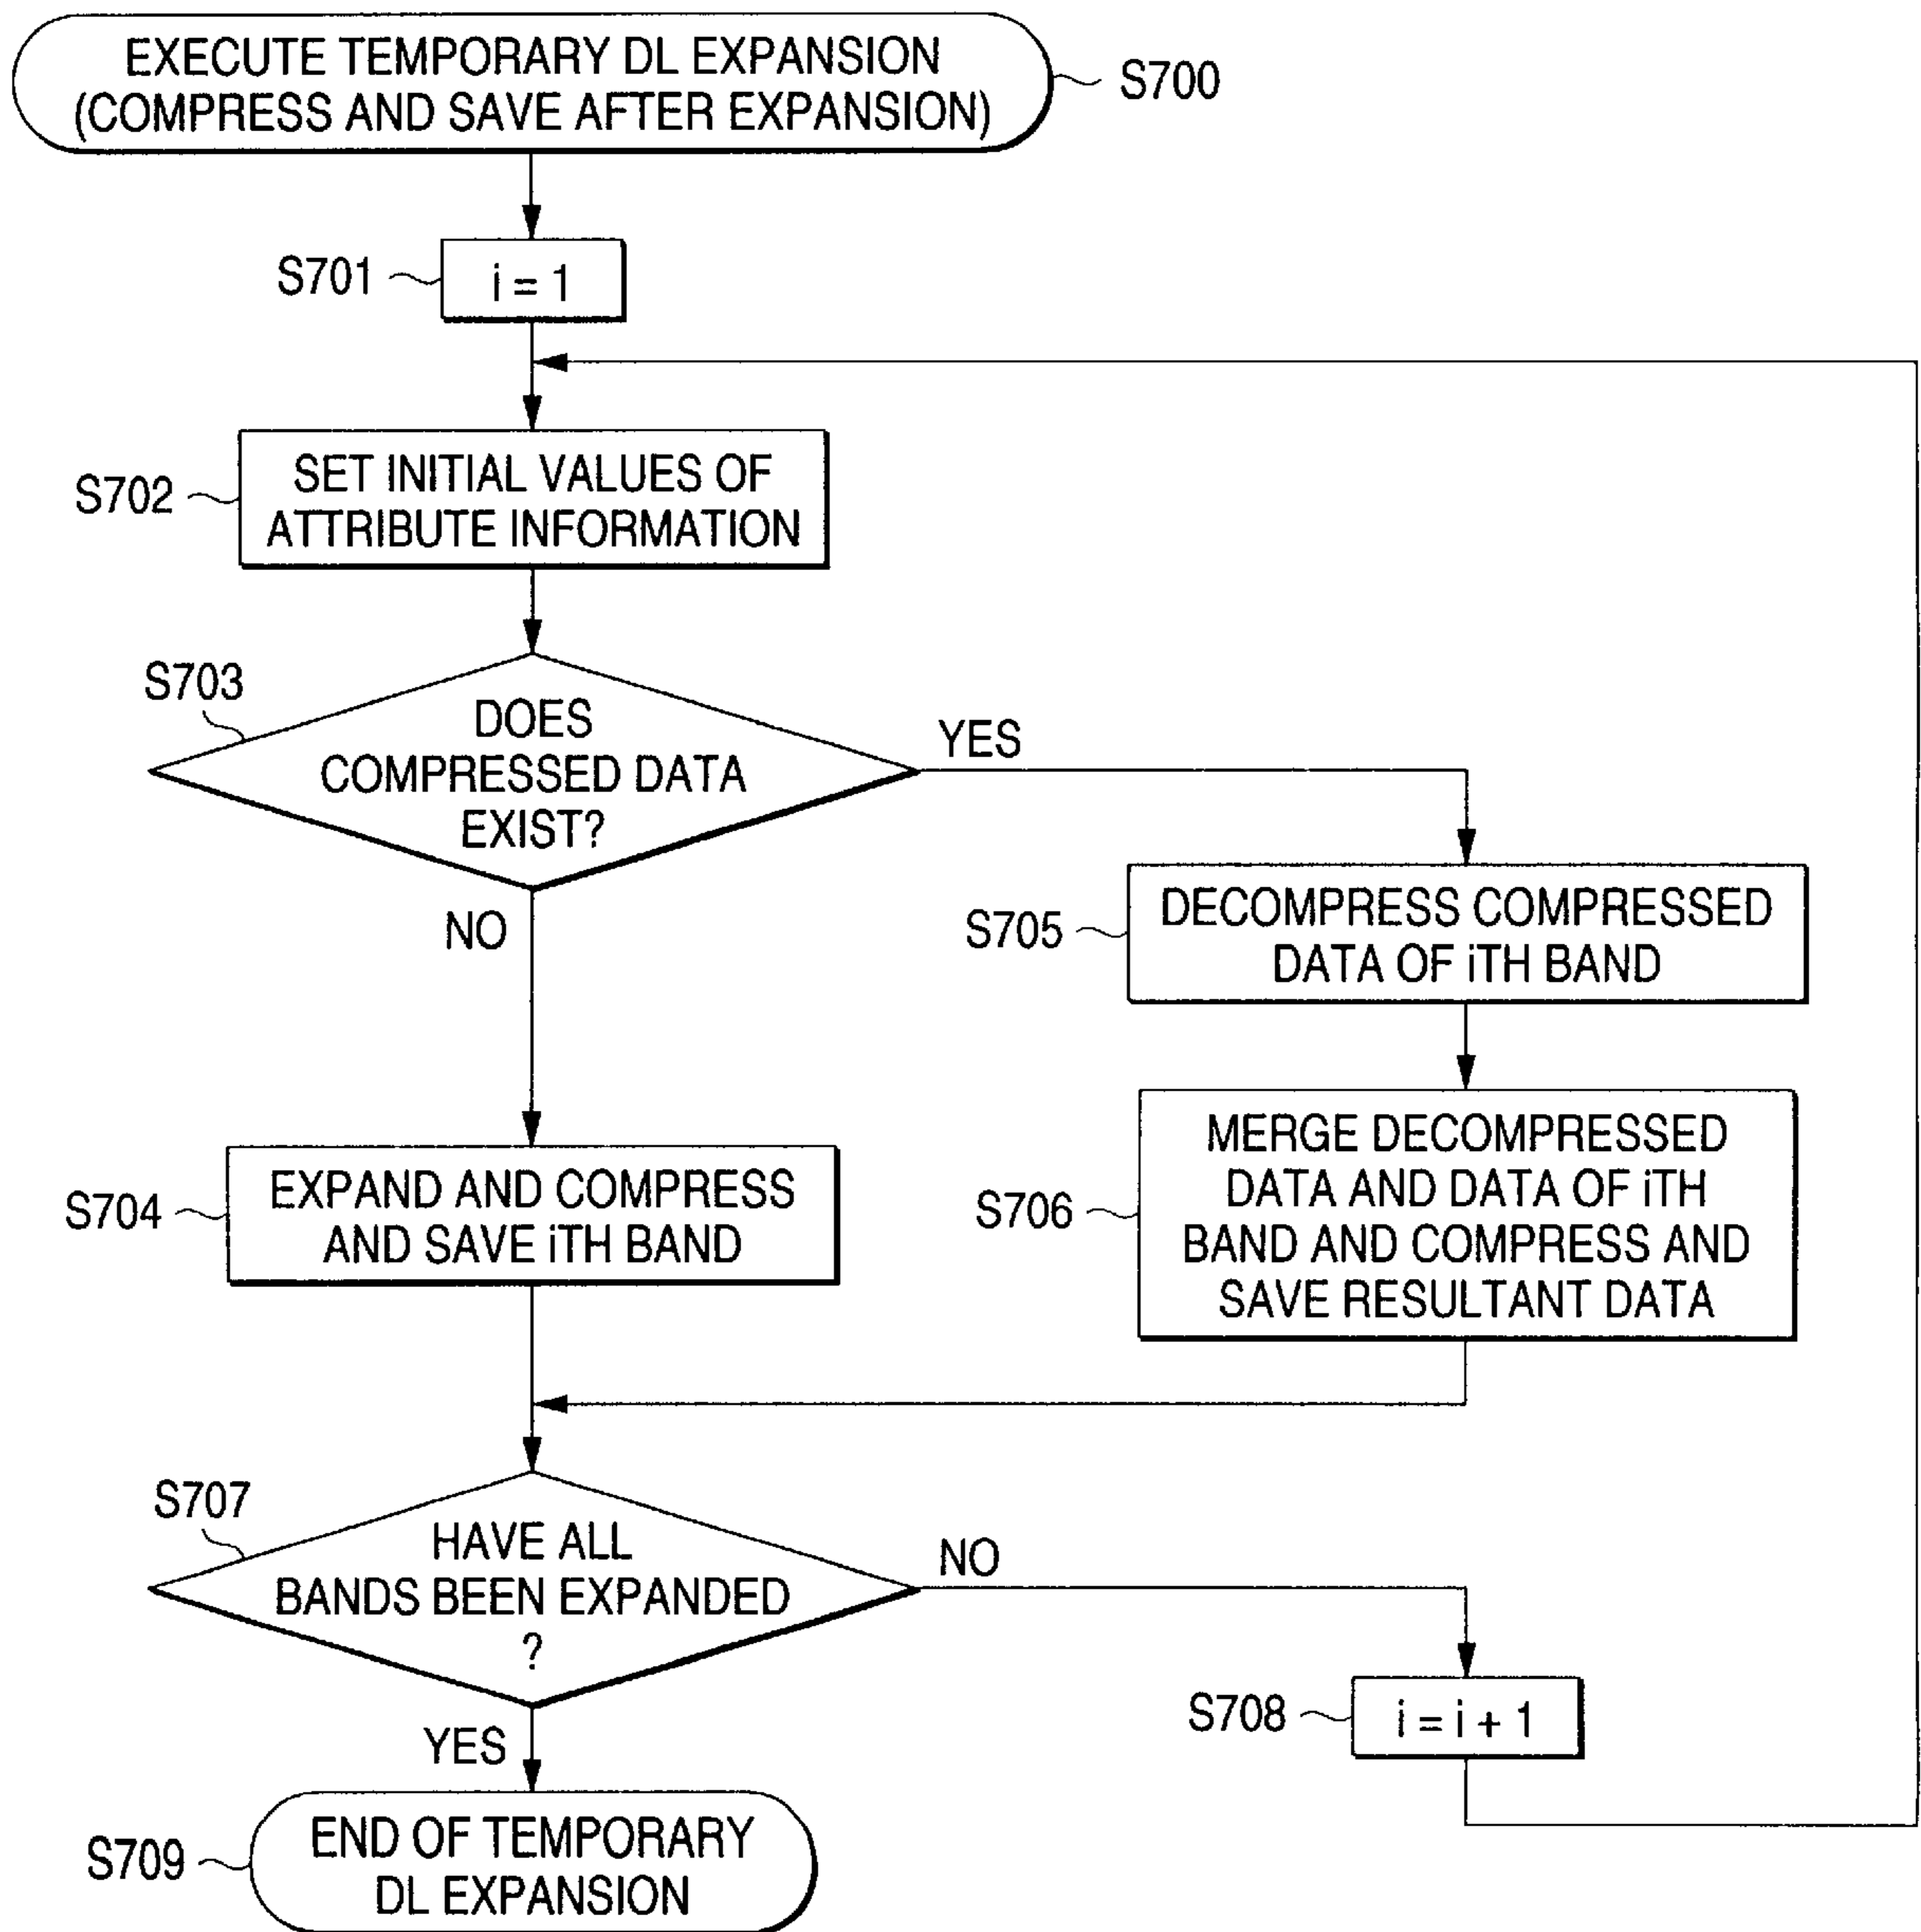 EXECUTE TEMPORARY DL EXPANSION
(COMPRESS AND SAVE AFTER EXPANSION)
S700
S701
i = 1
S702
SET INITIAL VALUES OF
ATTRIBUTE INFORMATION
S703
DOES
COMPRESSED DATA
EXIST?
YES
NO
S705
DECOMPRESS COMPRESSED
DATA OF iTH BAND
S704
EXPAND AND COMPRESS
AND SAVE iTH BAND
S706
MERGE DECOMPRESSED
DATA AND DATA OF iTH
BAND AND COMPRESS AND
SAVE RESULTANT DATA
S707
HAVE ALL
BANDS BEEN EXPANDED
?
NO
YES
S708
i = i + 1
S709
END OF TEMPORARY
DL EXPANSION